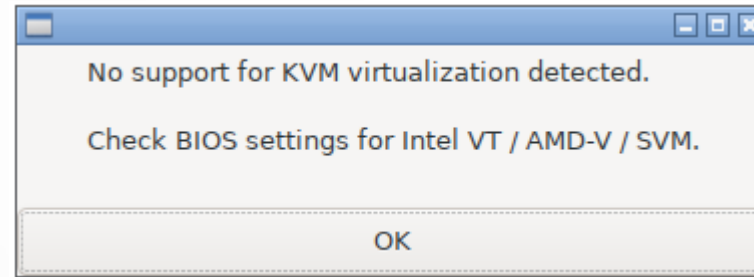 No support for KVM virtualization detected.
Check BIOS settings for Intel VT / AMD-V / SVM.
OK